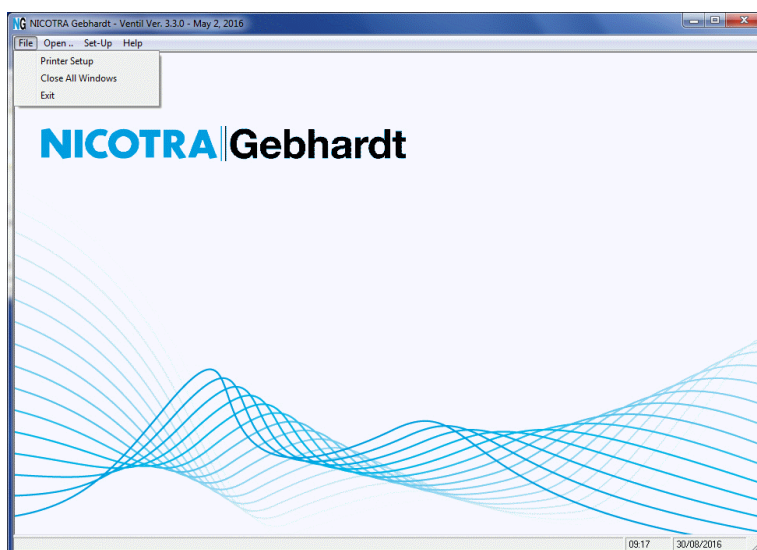 NG NICOTRA Gebhardt - Ventil Ver. 3.3.0 - May 2, 2016
File Open .. Set-Up Help
Printer Setup
Close All Windows
Exit
NICOTRA Gebhardt
09:17 30/08/2016